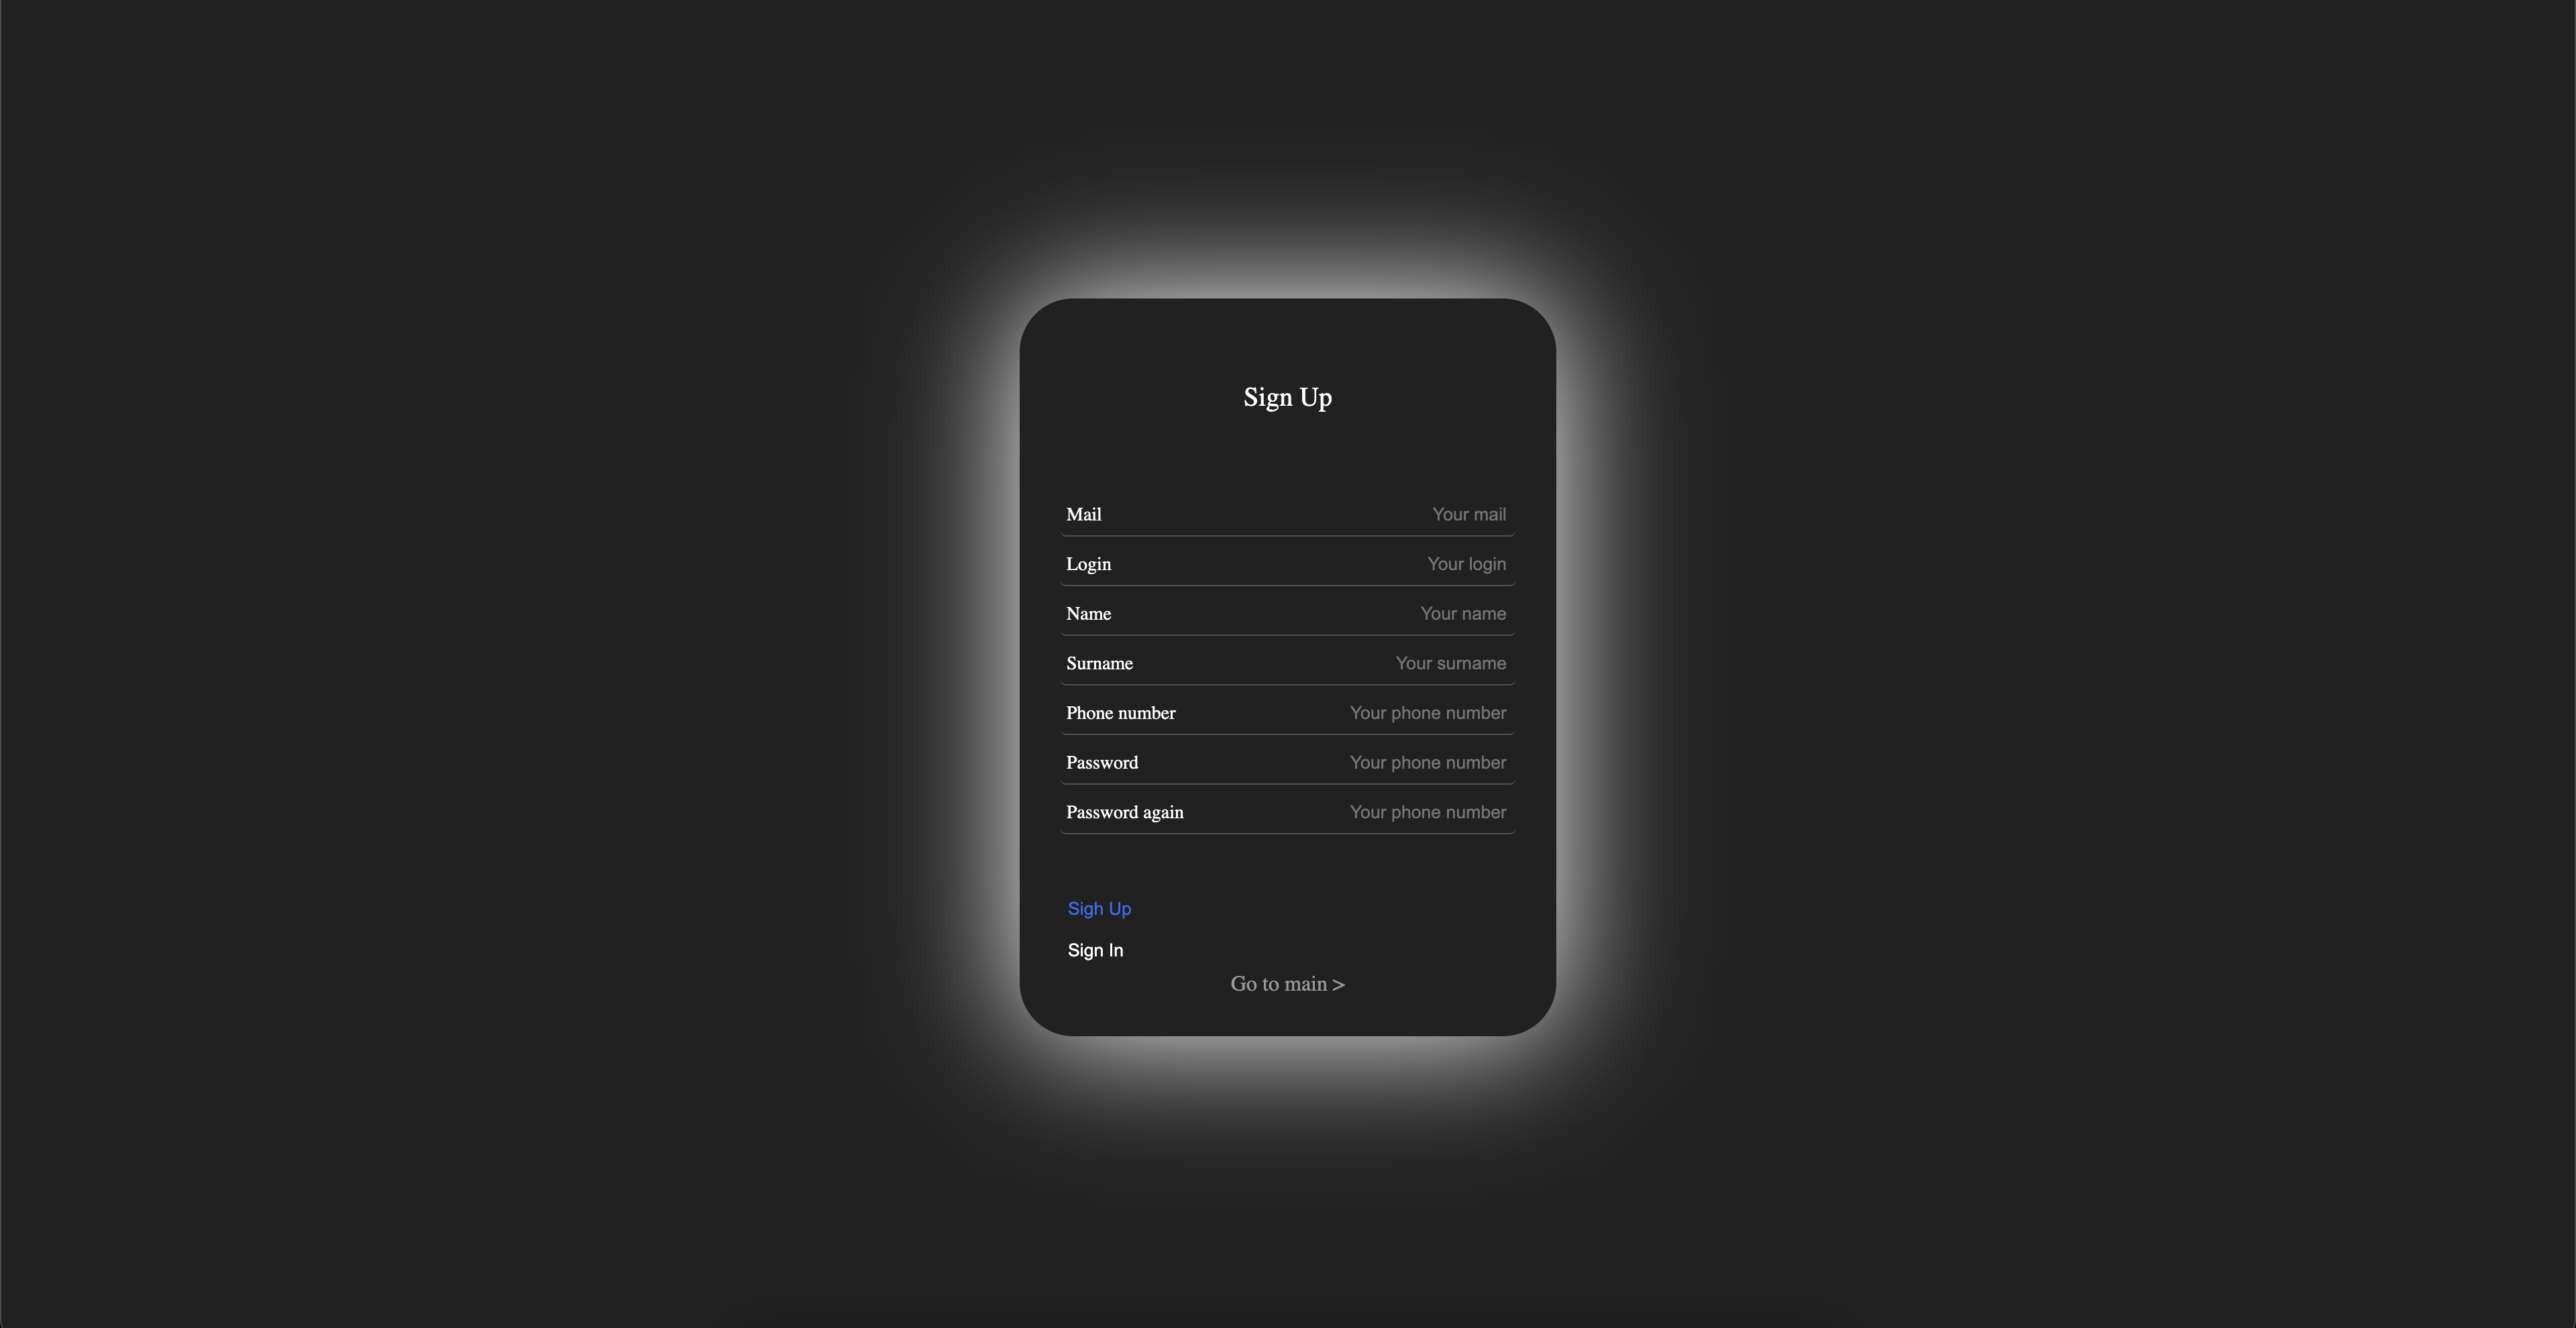 Sign Up
Mail Your mail
Login Your login
Name Your name
Surname Your surname
Phone number Your phone number
Password Your phone number
Password again Your phone number
Sigh Up
Sign In
Go to main >